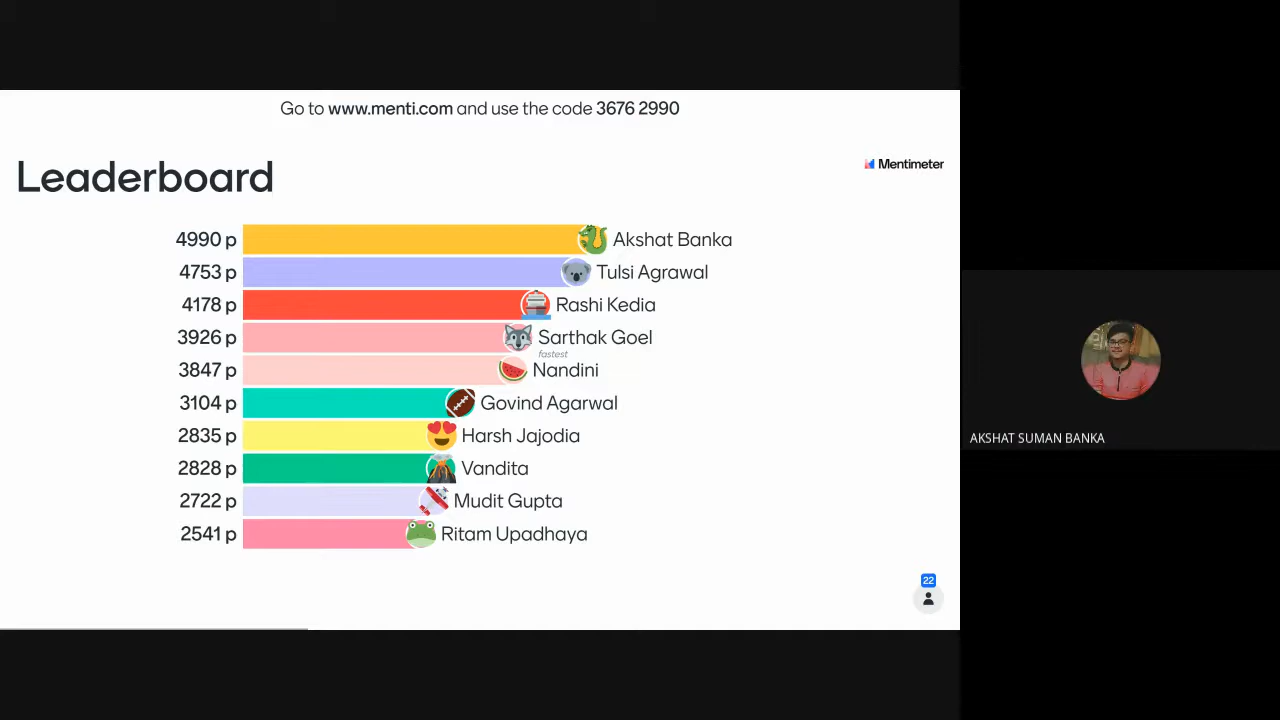 Go to www.menti.com and use the code 3676 2990
Leaderboard
Mentimeter
4990 p Akshat Banka
4753 p Tulsi Agrawal
4178 p Rashi Kedia
3926 p Sarthak Goel
fastest
3847 p Nandini
3104 p Govind Agarwal
2835 p Harsh Jajodia
2828 p Vandita
2722 p Mudit Gupta
2541 p Ritam Upadhaya
22
AKSHAT SUMAN BANKA